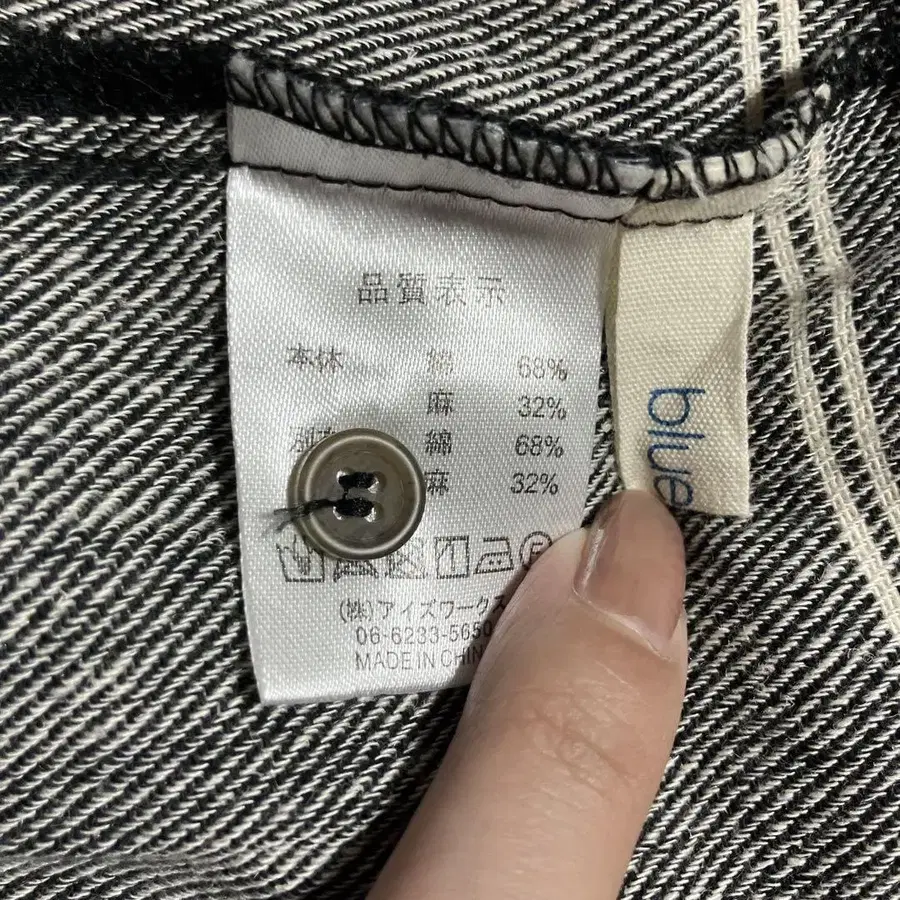 品質表示
本体 綿 68%
麻 32%
綿 68%
麻 32%
(株)アイズワークス
06-6233-5650
MADE IN CHIN
blue